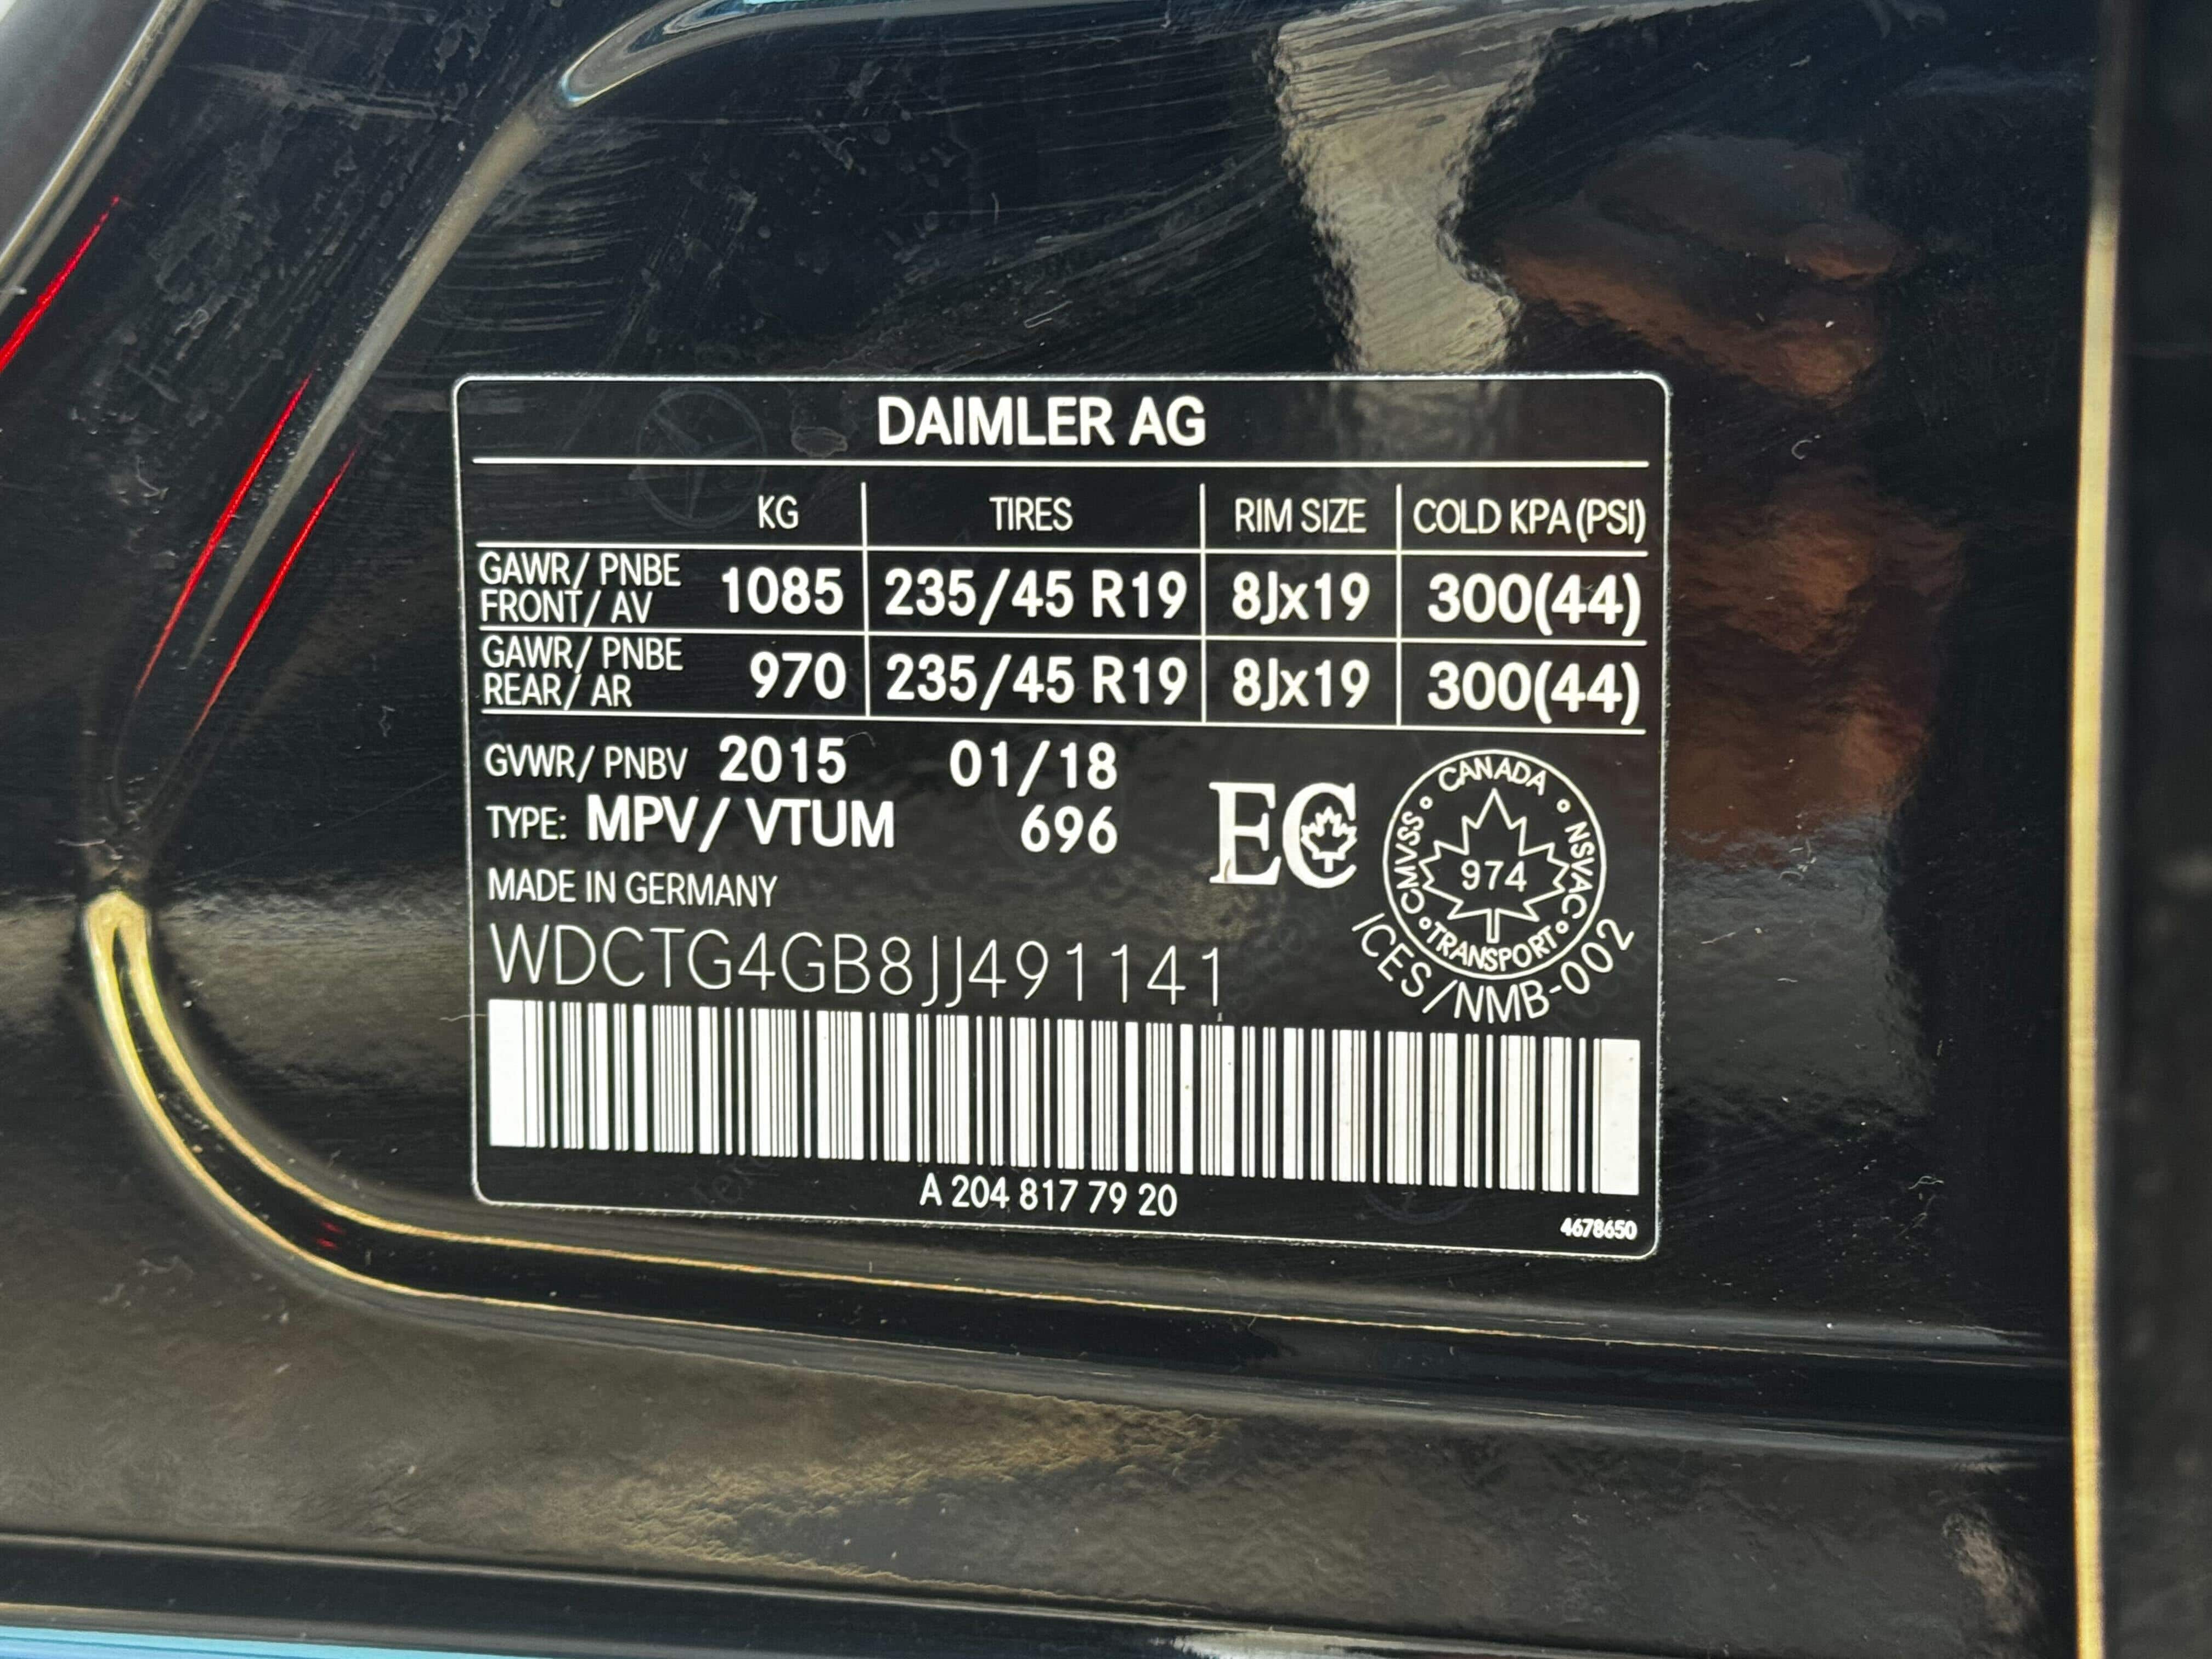 DAIMLER AG
KG TIRES RIM SIZE COLD KPA (PSI)
GAWR/ PNBE FRONT/ AV 1085 235/45 R19 8Jx19 300(44)
GAWR/ PNBE REAR/ AR 970 235/45 R19 8Jx19 300(44)
GVWR/ PNBV 2015 01/18
TYPE: MPV/ VTUM 696
EC
CANADA
NSVAC
TRANSPORT
CMVSS
974
ICES/NMB-002
MADE IN GERMANY
WDCTG4GB8JJ491141
A 204 817 79 20
4678650